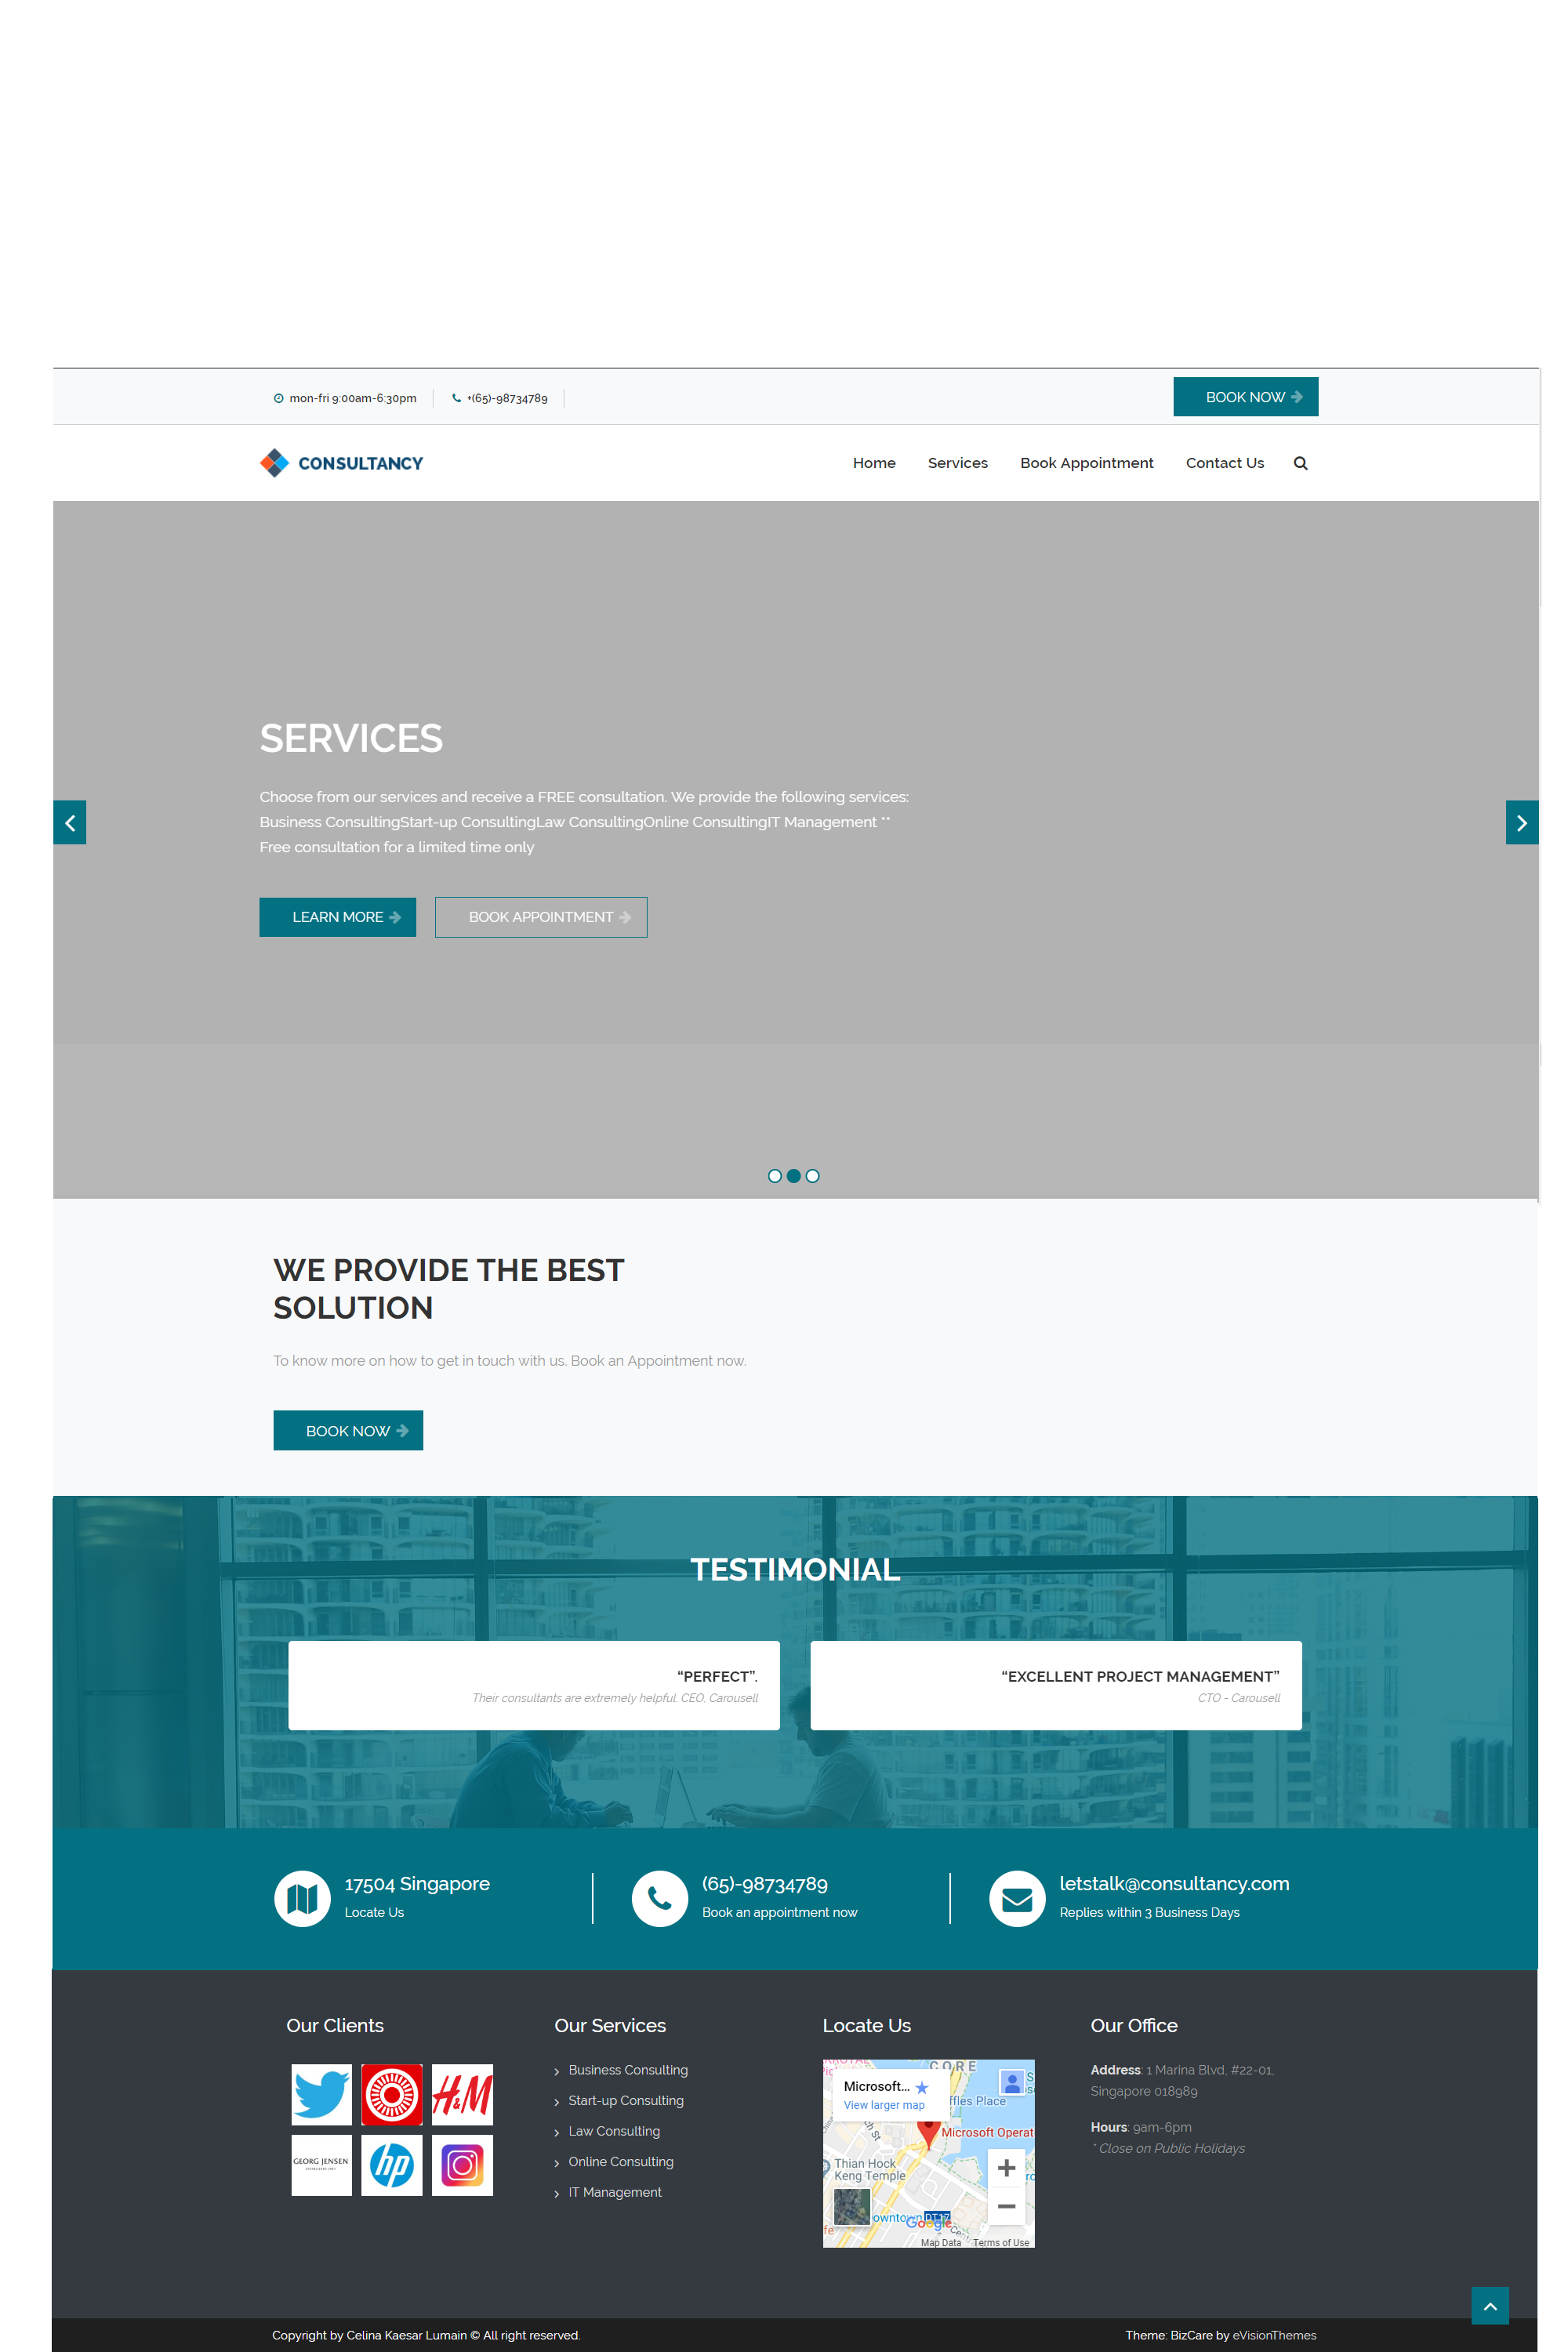 mon-fri 9:00am-6:30pm
+(65)-98734789
BOOK NOW
CONSULTANCY
Home
Services
Book Appointment
Contact Us
SERVICES
Choose from our services and receive a FREE consultation. We provide the following services:
Business ConsultingStart-up ConsultingLaw ConsultingOnline ConsultingIT Management **
Free consultation for a limited time only
LEARN MORE
BOOK APPOINTMENT
WE PROVIDE THE BEST
SOLUTION
To know more on how to get in touch with us. Book an Appointment now.
BOOK NOW
TESTIMONIAL
“PERFECT”.
Their consultants are extremely helpful. CEO, Carousell
“EXCELLENT PROJECT MANAGEMENT”
CTO - Carousell
17504 Singapore
Locate Us
(65)-98734789
Book an appointment now
letstalk@consultancy.com
Replies within 3 Business Days
Our Clients
H&M
GEORG JENSEN
hp
Our Services
Business Consulting
Start-up Consulting
Law Consulting
Online Consulting
IT Management
Locate Us
CORE
Microsoft...
View larger map
ffles Place
Microsoft Operat
Thian Hock
Keng Temple
owntown
DT17
Google
Map Data
Terms of Use
Our Office
Address: 1 Marina Blvd, #22-01,
Singapore 018989
Hours: 9am-6pm
* Close on Public Holidays
Copyright by Celina Kaesar Lumain © All right reserved.
Theme: BizCare by eVisionThemes